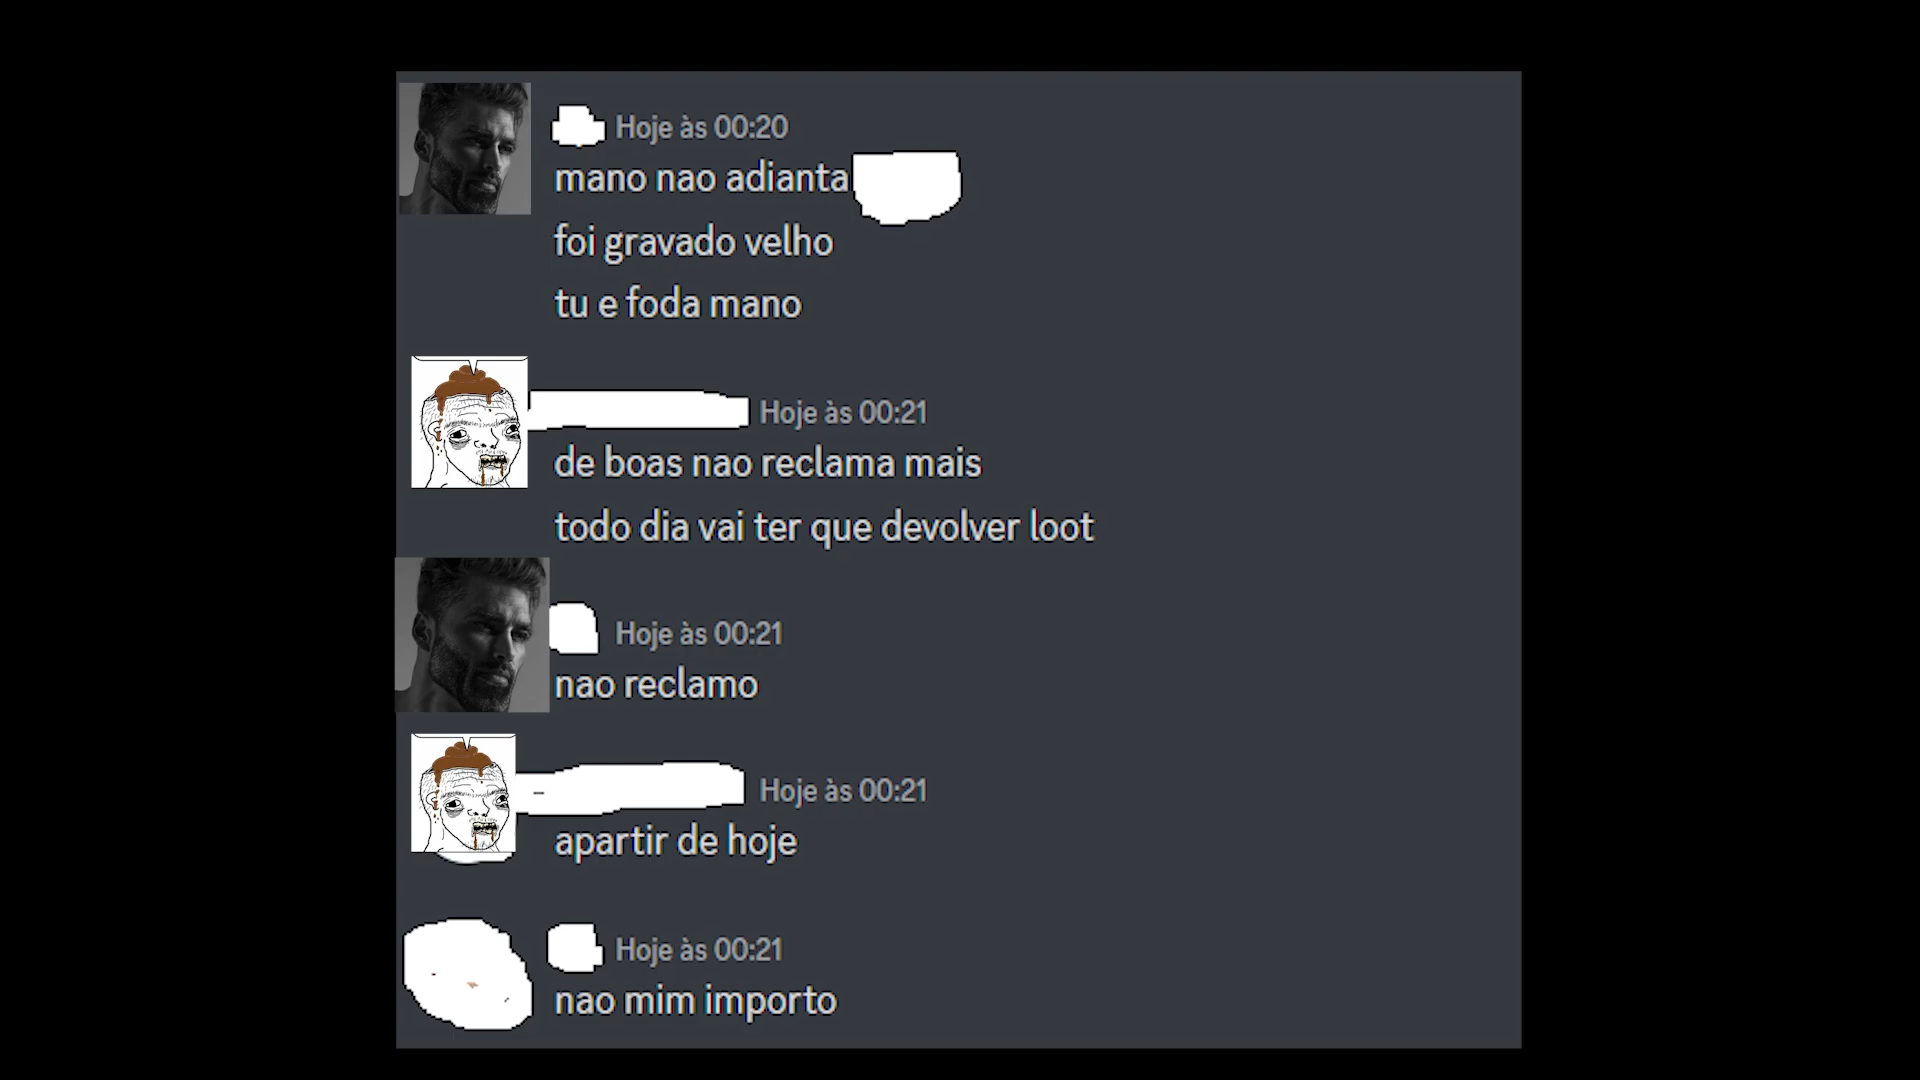 Hoje às 00:20
mano nao adianta
foi gravado velho
tu e foda mano
Hoje às 00:21
de boas nao reclama mais
todo dia vai ter que devolver loot
Hoje às 00:21
nao reclamo
Hoje às 00:21
apartir de hoje
Hoje às 00:21
nao mim importo